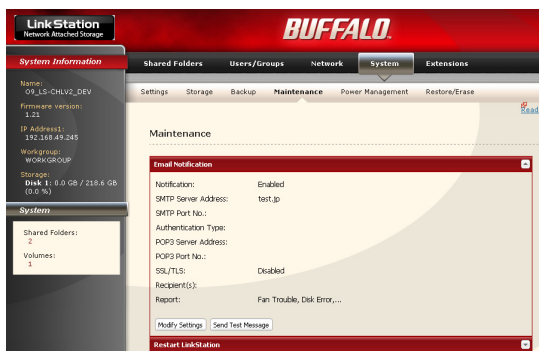 LinkStation
Network Attached Storage
BUFFALO
System Information
Name:
09_LS-CHLV2_DEV
Firmware version:
1.21
IP Address1:
192.168.49.245
Workgroup:
WORKGROUP
Storage:
Disk 1: 0.0 GB / 218.6 GB
(0.0 %)
System
Shared Folders:
2
Volumes:
1
Shared Folders Users/Groups Network System Extensions
Settings Storage Backup Maintenance Power Management Restore/Erase
Read
Maintenance
Email Notification
Notification: Enabled
SMTP Server Address: test.jp
SMTP Port No.:
Authentication Type:
POP3 Server Address:
POP3 Port No.:
SSL/TLS: Disabled
Recipient(s):
Report: Fan Trouble, Disk Error,...
Modify Settings Send Test Message
Restart LinkStation